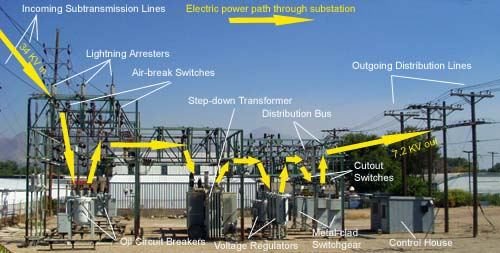 Incoming Subtransmission Lines
Electric power path through substation
34 KV in
Lightning Arresters
Air-break Switches
Outgoing Distribution Lines
Step-down Transformer
Distribution Bus
7.2 KV out
Cutout
Switches
Oil Circuit Breakers
Voltage Regulators
Metal-clad
Switchgear
Control House